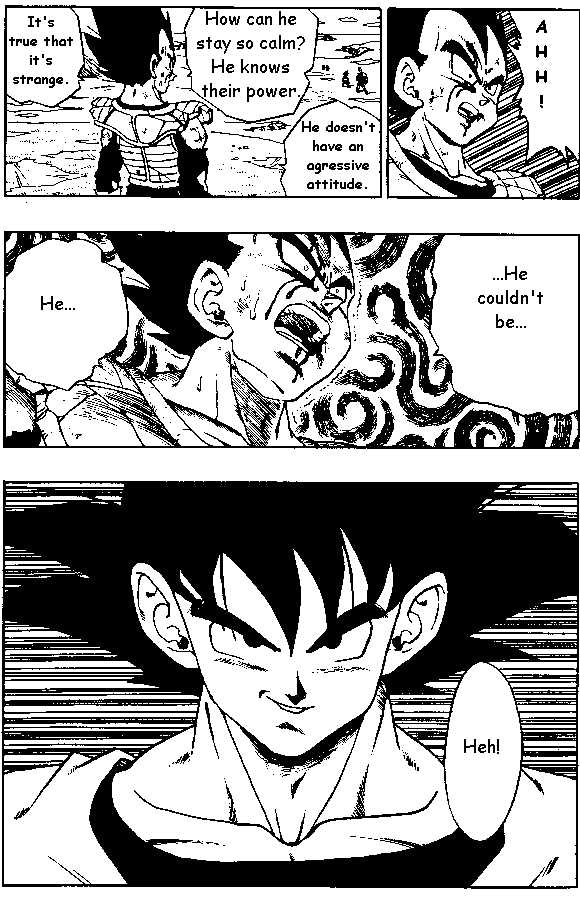 It's
true that
it's
strange.
How can he
stay so calm?
He knows
their power.
He doesn't
have an
agressive
attitude.
A
H
H
!
He...
...He
couldn't
be...
Heh!